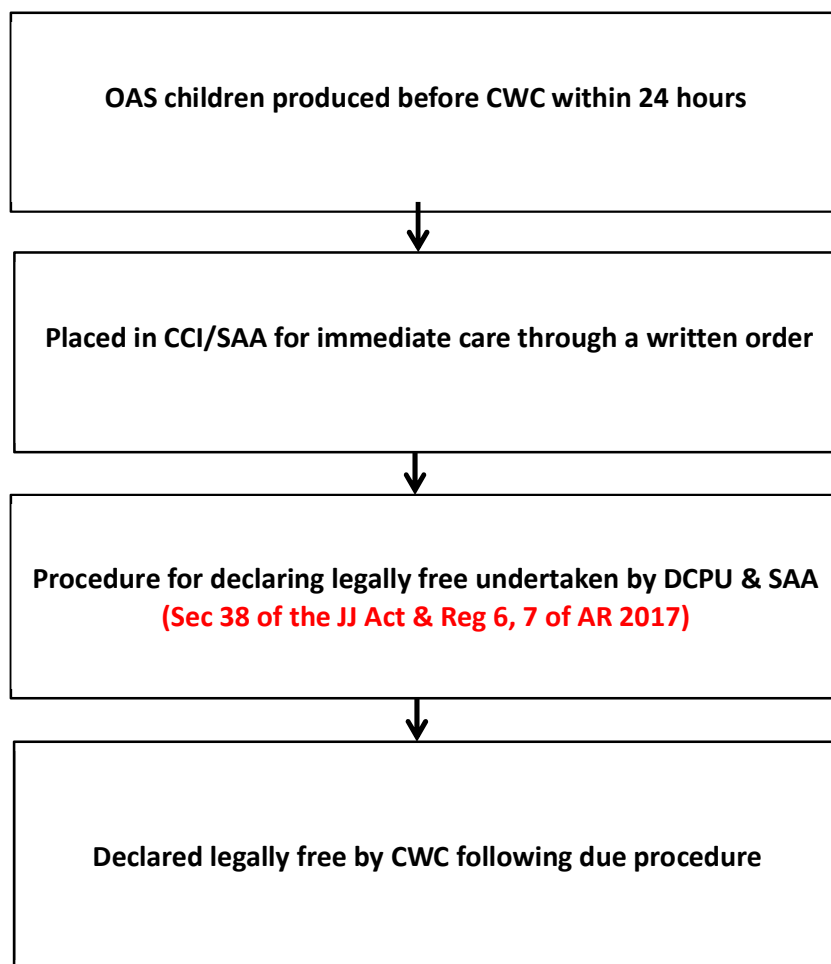 OAS children produced before CWC within 24 hours
Placed in CCI/SAA for immediate care through a written order
Procedure for declaring legally free undertaken by DCPU & SAA
(Sec 38 of the JJ Act & Reg 6, 7 of AR 2017)
Declared legally free by CWC following due procedure